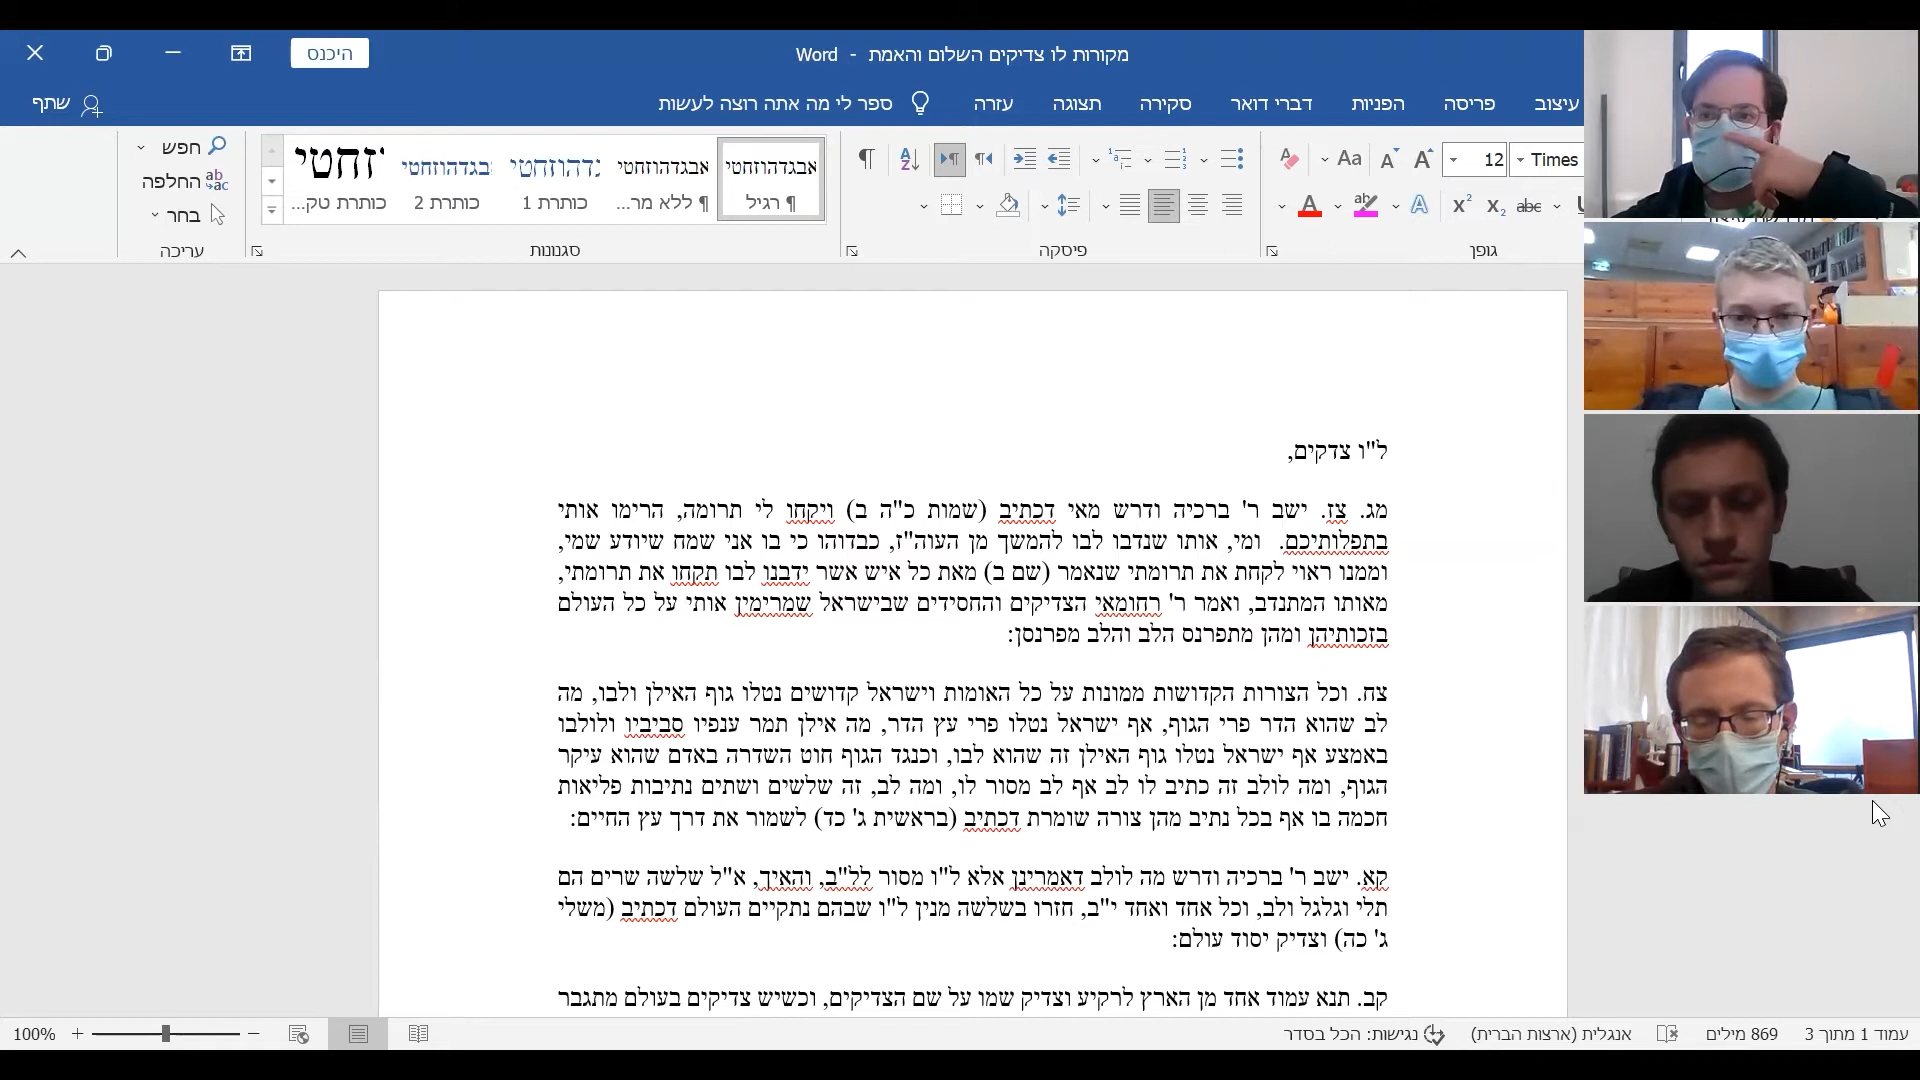 מקורות לו צדיקים השלום והאמת - Word
היכנס
עיצוב פריסה הפניות דברי דואר סקירה תצוגה עזרה ספר לי מה אתה רוצה לעשות
שתף
Times 12 Aa
אבגדהוזחטי אבגדהוזחטי
¶ רגיל ¶ ללא מר... כותרת 1 כותרת 2 כותרת טק...
חפש
החלפה
בחר
גופן פיסקה סגנונות עריכה
ל"ו צדקים,
מג. צז. ישב ר' ברכיה ודרש מאי דכתיב (שמות כ"ה ב) ויקחו לי תרומה, הרימו אותי
בתפלותיכם. ומי, אותו שנדבו לבו להמשך מן העוה"ז, כבדוהו כי בו אני שמח שיודע שמי,
וממנו ראוי לקחת את תרומתי שנאמר (שם ב) מאת כל איש אשר ידבנו לבו תקחו את תרומתי,
מאותו המתנדב, ואמר ר' רחומאי הצדיקים והחסידים שבישראל שמרימין אותי על כל העולם
בזכותיהן ומהן מתפרנס הלב והלב מפרנסן:
צח. וכל הצורות הקדושות ממונות על כל האומות וישראל קדושים נטלו גוף האילן ולבו, מה
לב שהוא הדר פרי הגוף, אף ישראל נטלו פרי עץ הדר, מה אילן תמר ענפיו סביביו ולולבו
באמצע אף ישראל נטלו גוף האילן זה שהוא לבו, וכנגד הגוף חוט השדרה באדם שהוא עיקר
הגוף, ומה לולב זה כתיב לו לב אף לב מסור לו, ומה לב, זה שלשים ושתים נתיבות פליאות
חכמה בו אף בכל נתיב מהן צורה שומרת דכתיב (בראשית ג' כד) לשמור את דרך עץ החיים:
קא. ישב ר' ברכיה ודרש מה לולב דאמרינן אלא ל"ו מסור לל"ב, והאיך, א"ל שלשה שרים הם
תלי וגלגל ולב, וכל אחד ואחד י"ב, חזרו בשלשה מנין ל"ו שבהם נתקיים העולם דכתיב (משלי
ג' כה) וצדיק יסוד עולם:
קב. תנא עמוד אחד מן הארץ לרקיע וצדיק שמו על שם הצדיקים, וכשיש צדיקים בעולם מתגבר
עמוד 1 מתוך 3 869 מילים אנגלית (ארצות הברית) נגישות: הכל בסדר 100%